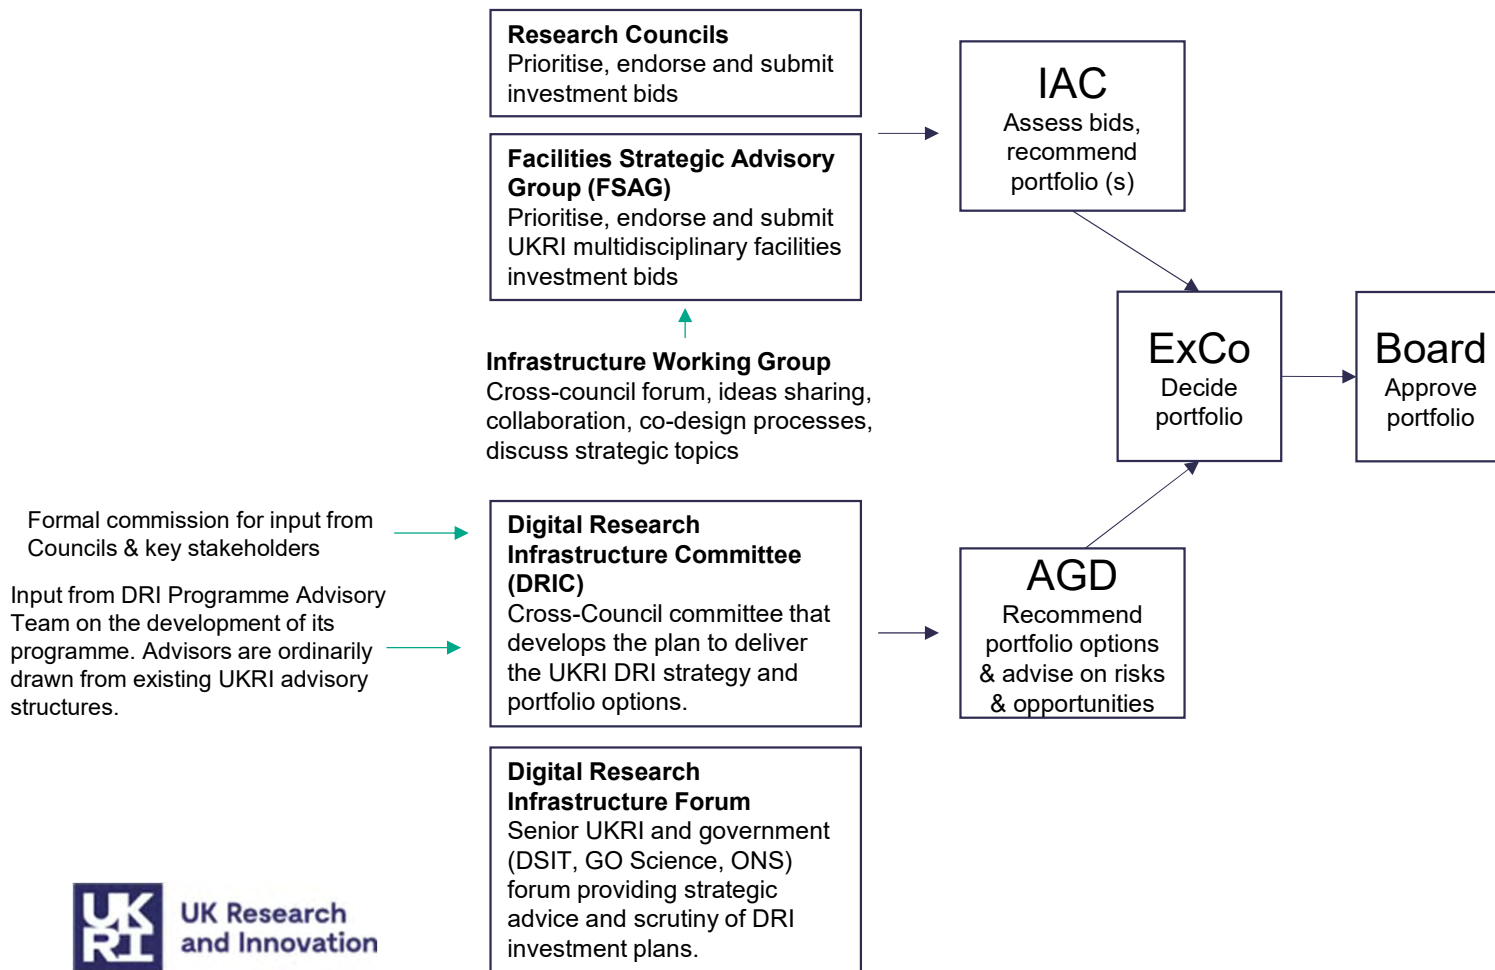 Research Councils
Prioritise, endorse and submit
investment bids
Facilities Strategic Advisory
Group (FSAG)
Prioritise, endorse and submit
UKRI multidisciplinary facilities
investment bids
Infrastructure Working Group
Cross-council forum, ideas sharing,
collaboration, co-design processes,
discuss strategic topics
IAC
Assess bids,
recommend
portfolio (s)
ExCo
Decide
portfolio
Board
Approve
portfolio
Formal commission for input from
Councils & key stakeholders
Input from DRI Programme Advisory
Team on the development of its
programme. Advisors are ordinarily
drawn from existing UKRI advisory
structures.
Digital Research
Infrastructure Committee
(DRIC)
Cross-Council committee that
develops the plan to deliver
the UKRI DRI strategy and
portfolio options.
AGD
Recommend
portfolio options
& advise on risks
& opportunities
Digital Research
Infrastructure Forum
Senior UKRI and government
(DSIT, GO Science, ONS)
forum providing strategic
advice and scrutiny of DRI
investment plans.
UK
RI
UK Research
and Innovation